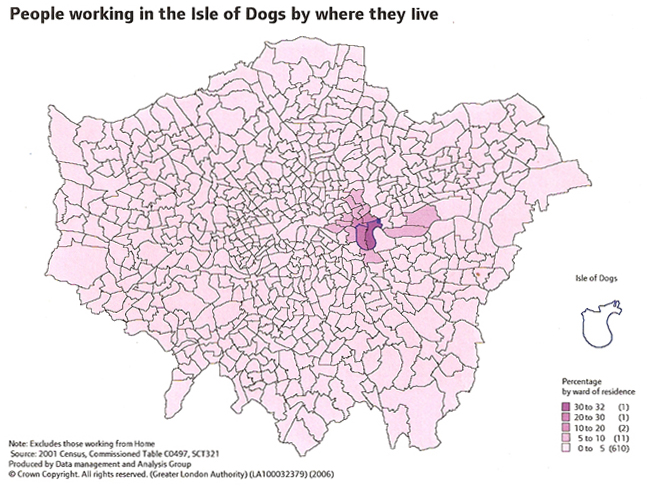 People working in the Isle of Dogs by where they live
Isle of Dogs
Percentage
by ward of residence
30 to 32 (1)
20 to 30 (1)
10 to 20 (2)
5 to 10 (11)
0 to 5 (610)
Note: Excludes those working from Home
Source: 2001 Census, Commissioned Table C0497, SCT321
Produced by Data management and Analysis Group
© Crown Copyright. All rights reserved. (Greater London Authority) (LA100032379) (2006)